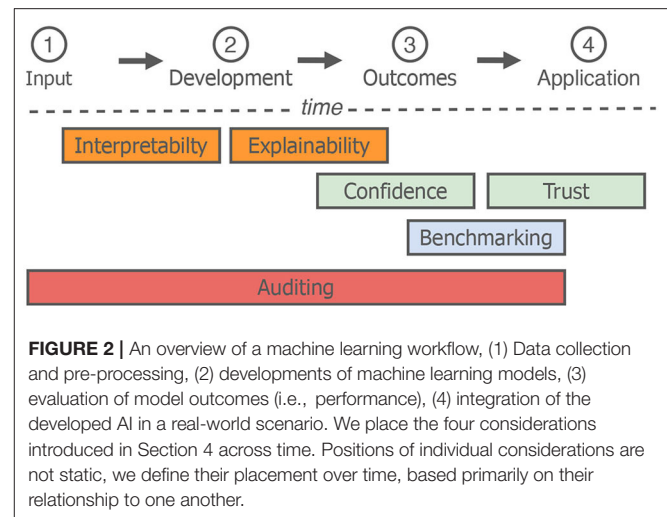 1 2 3 4
Input Development Outcomes Application
time
Interpretabilty Explainability
Confidence Trust
Benchmarking
Auditing
FIGURE 2 | An overview of a machine learning workflow, (1) Data collection
and pre-processing, (2) developments of machine learning models, (3)
evaluation of model outcomes (i.e., performance), (4) integration of the
developed AI in a real-world scenario. We place the four considerations
introduced in Section 4 across time. Positions of individual considerations are
not static, we define their placement over time, based primarily on their
relationship to one another.